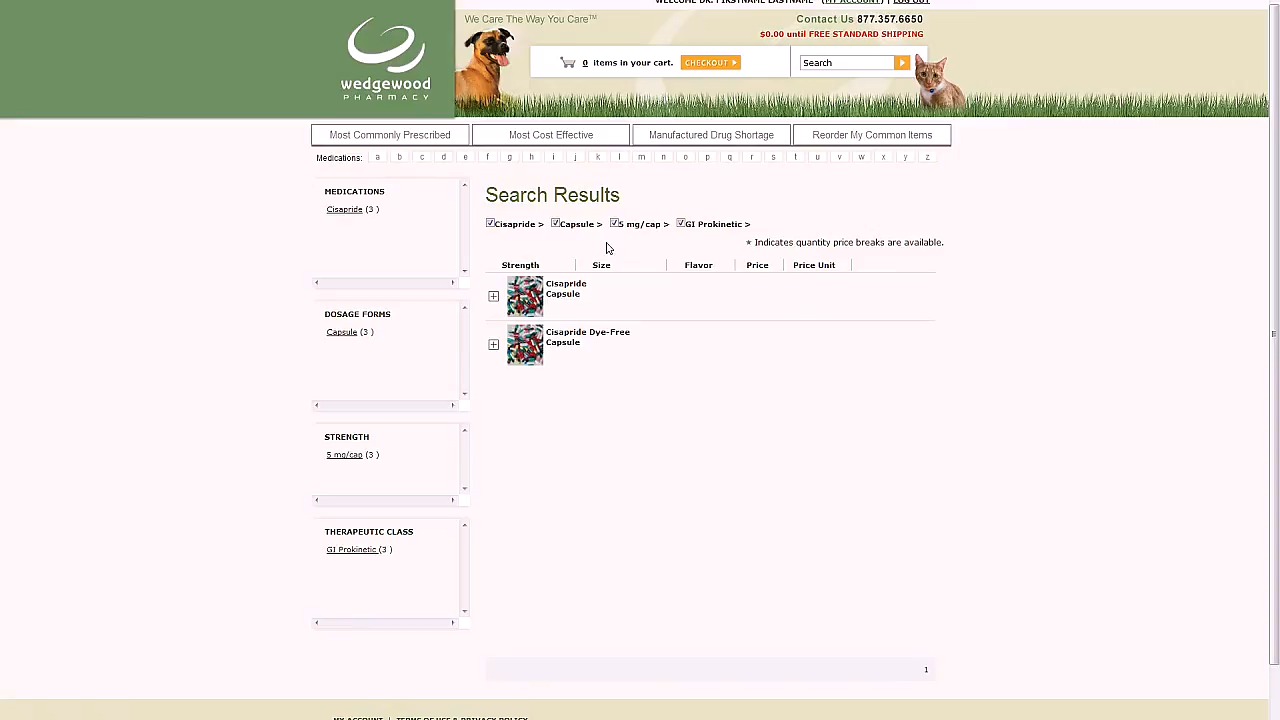 WELCOME DR. FIRSTNAME LASTNAME (MY ACCOUNT) | LOG OUT
We Care The Way You Care™
Contact Us 877.357.6650
$0.00 until FREE STANDARD SHIPPING
wedgewood
PHARMACY
0 items in your cart. CHECKOUT
Search
Most Commonly Prescribed Most Cost Effective Manufactured Drug Shortage Reorder My Common Items
Medications: a b c d e f g h i j k l m n o p q r s t u v w x y z
MEDICATIONS
Cisapride (3 )
DOSAGE FORMS
Capsule (3 )
STRENGTH
5 mg/cap (3 )
THERAPEUTIC CLASS
GI Prokinetic (3 )
Search Results
Cisapride > Capsule > 5 mg/cap > GI Prokinetic >
★ Indicates quantity price breaks are available.
Strength Size Flavor Price Price Unit
Cisapride
Capsule
Cisapride Dye-Free
Capsule
1
MY ACCOUNT | TERMS OF USE & PRIVACY POLICY